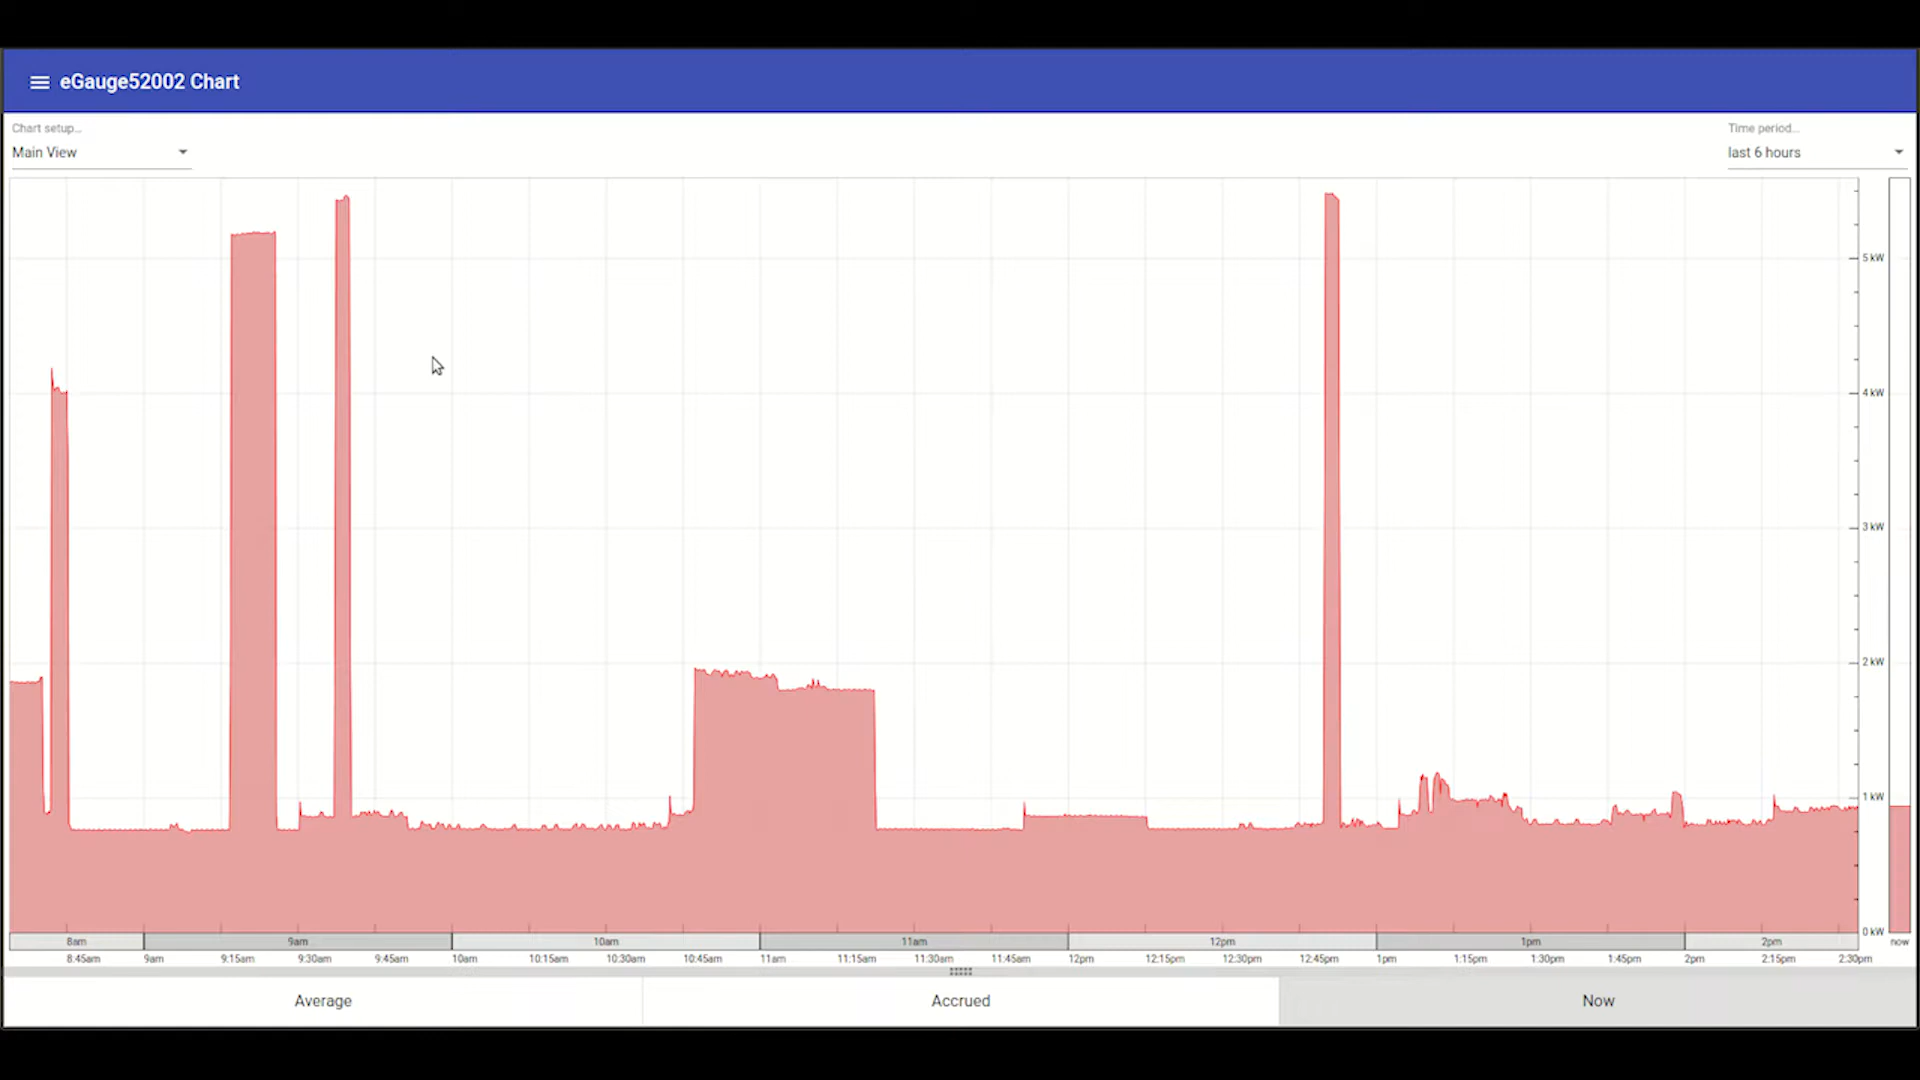 eGauge52002 Chart
Chart setup...
Main View
Time period...
last 6 hours
5 kW
4 kW
3 kW
2 kW
1 kW
0 kW
8am 9am 10am 11am 12pm 1pm 2pm now
8:45am 9am 9:15am 9:30am 9:45am 10am 10:15am 10:30am 10:45am 11am 11:15am 11:30am 11:45am 12pm 12:15pm 12:30pm 12:45pm 1pm 1:15pm 1:30pm 1:45pm 2pm 2:15pm 2:30pm
Average Accrued Now